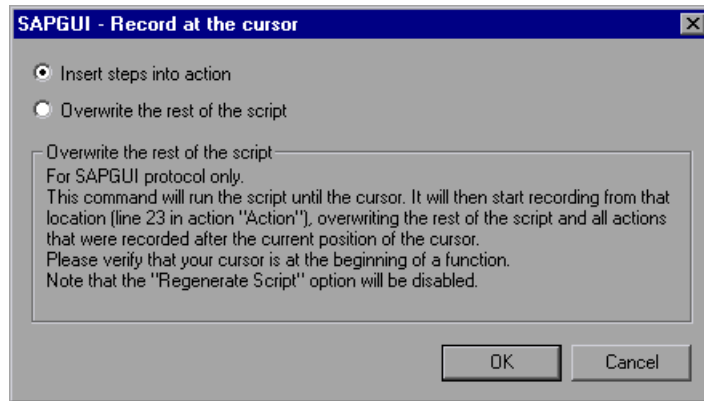 SAPGUI - Record at the cursor
Insert steps into action
Overwrite the rest of the script
Overwrite the rest of the script
For SAPGUI protocol only.
This command will run the script until the cursor. It will then start recording from that
location (line 23 in action "Action"), overwriting the rest of the script and all actions
that were recorded after the current position of the cursor.
Please verify that your cursor is at the beginning of a function.
Note that the "Regenerate Script" option will be disabled.
OK Cancel